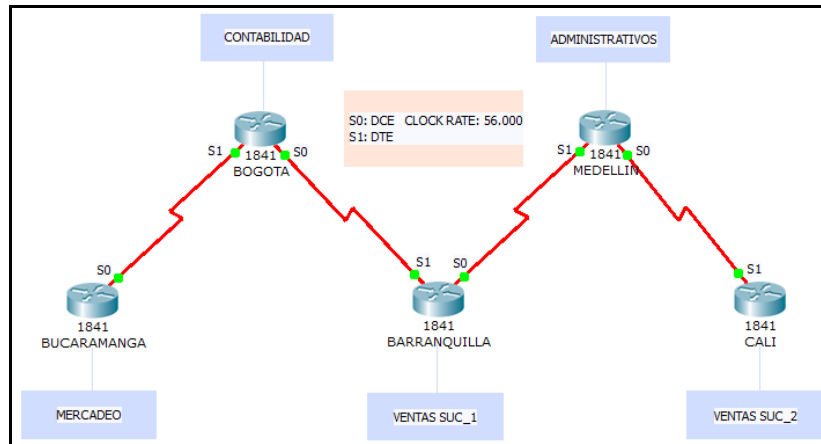 CONTABILIDAD
ADMINISTRATIVOS
S0: DCE CLOCK RATE: 56.000
S1: DTE
S1
1841
S0
BOGOTA
S1
1841
S0
MEDELLIN
S0
1841
BUCARAMANGA
S1
S0
1841
BARRANQUILLA
S1
1841
CALI
MERCADEO
VENTAS SUC_1
VENTAS SUC_2